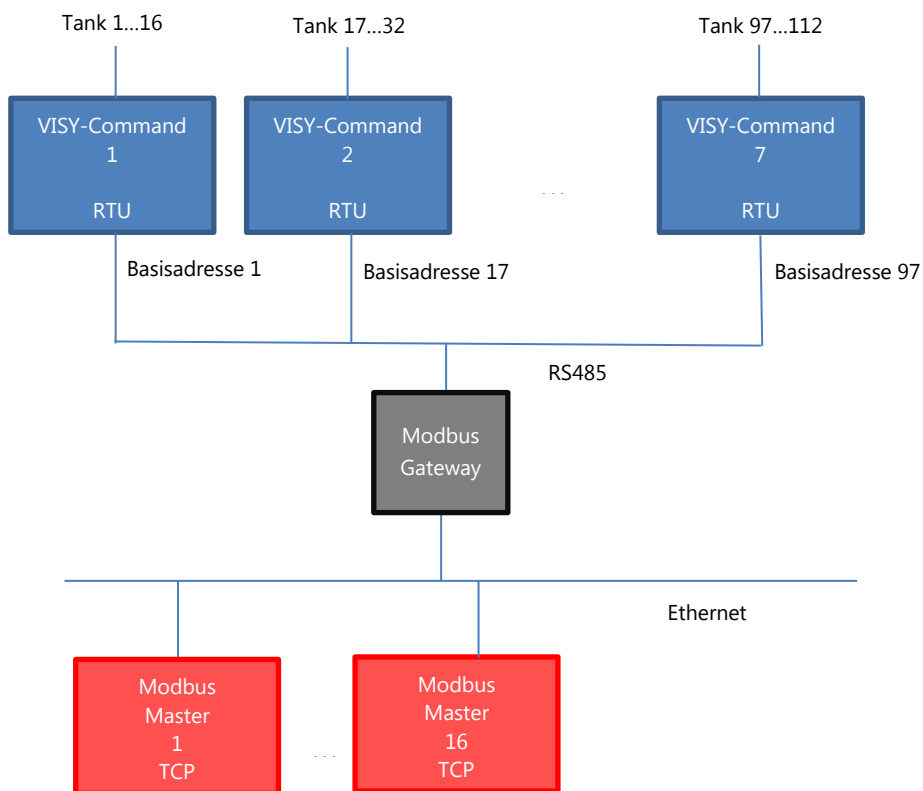 Tank 1...16
Tank 17...32
Tank 97...112
VISY-Command
1
RTU
VISY-Command
2
RTU
...
VISY-Command
7
RTU
Basisadresse 1
Basisadresse 17
Basisadresse 97
RS485
Modbus
Gateway
Ethernet
Modbus
Master
1
TCP
...
Modbus
Master
16
TCP